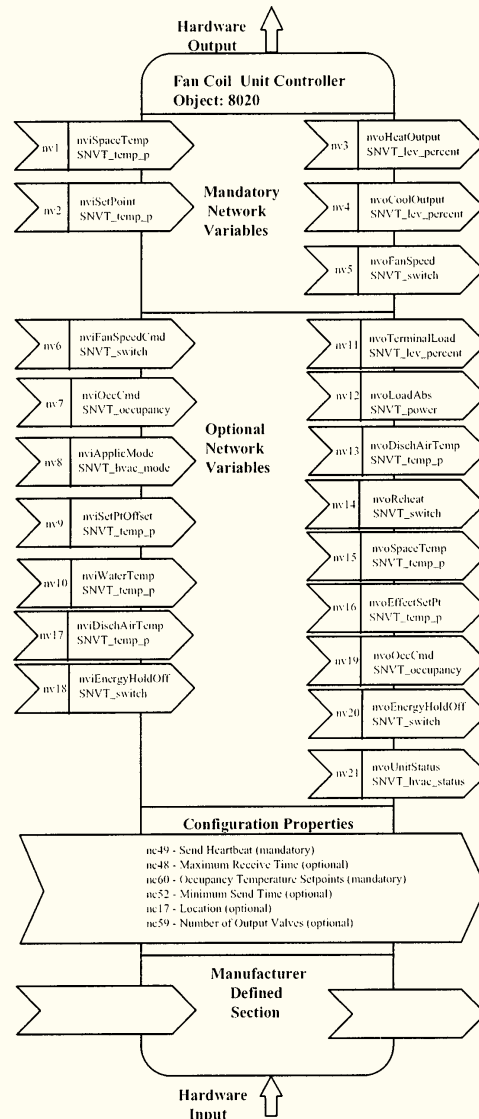 Hardware
Output
Fan Coil Unit Controller
Object: 8020
nv1
nviSpaceTemp
SNVT_temp_p
nv2
nviSetPoint
SNVT_temp_p
Mandatory
Network
Variables
nv3
nvoHeatOutput
SNVT_lev_percent
nv4
nvoCoolOutput
SNVT_lev_percent
nv5
nvoFanSpeed
SNVT_switch
nv6
nviFanSpeedCmd
SNVT_switch
nv7
nviOccCmd
SNVT_occupancy
nv8
nviApplicMode
SNVT_hvac_mode
nv9
nviSetPtOffset
SNVT_temp_p
nv10
nviWaterTemp
SNVT_temp_p
nv17
nviDischAirTemp
SNVT_temp_p
nv18
nviEnergyHoldOff
SNVT_switch
Optional
Network
Variables
nv11
nvoTerminalLoad
SNVT_lev_percent
nv12
nvoLoadAbs
SNVT_power
nv13
nvoDischAirTemp
SNVT_temp_p
nv14
nvoReheat
SNVT_switch
nv15
nvoSpaceTemp
SNVT_temp_p
nv16
nvoEffectSetPt
SNVT_temp_p
nv19
nvoOccCmd
SNVT_occupancy
nv20
nvoEnergyHoldOff
SNVT_switch
nv21
nvoUnitStatus
SNVT_hvac_status
Configuration Properties
nc49 - Send Heartbeat (mandatory)
nc48 - Maximum Receive Time (optional)
nc60 - Occupancy Temperature Setpoints (mandatory)
nc52 - Minimum Send Time (optional)
nc17 - Location (optional)
nc59 - Number of Output Valves (optional)
Manufacturer
Defined
Section
Hardware
Input